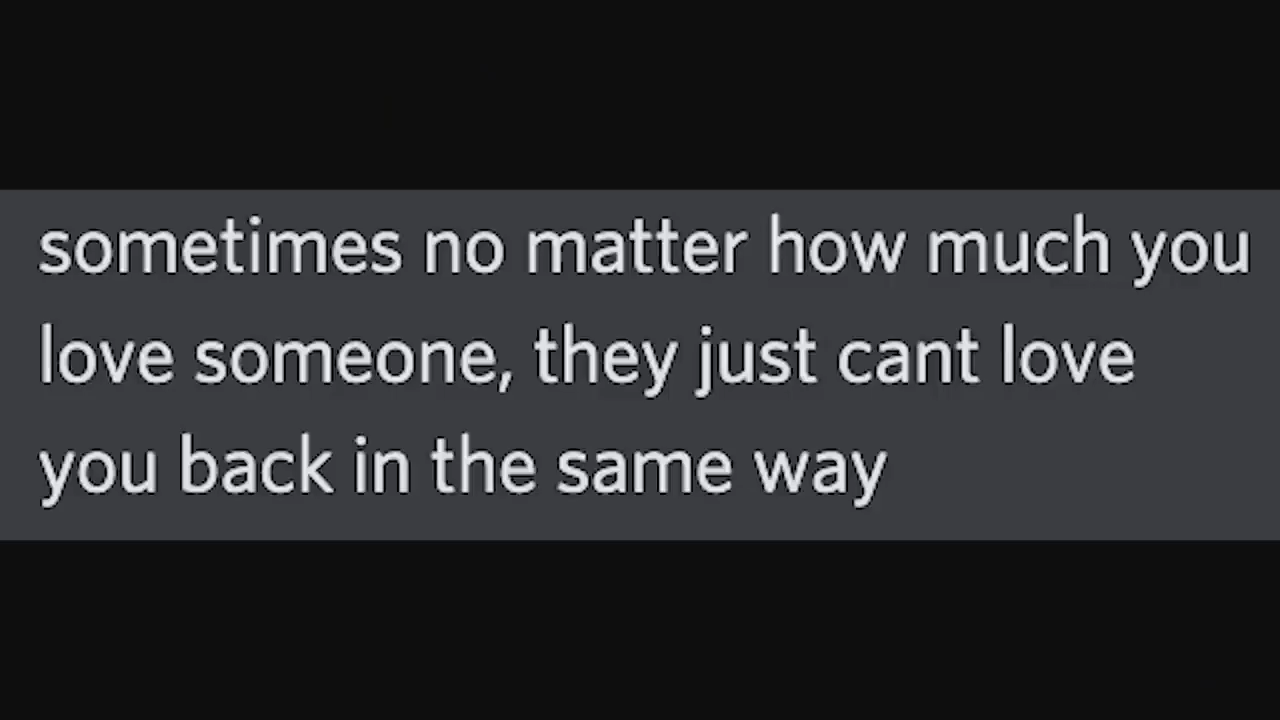 sometimes no matter how much you
love someone, they just cant love
you back in the same way